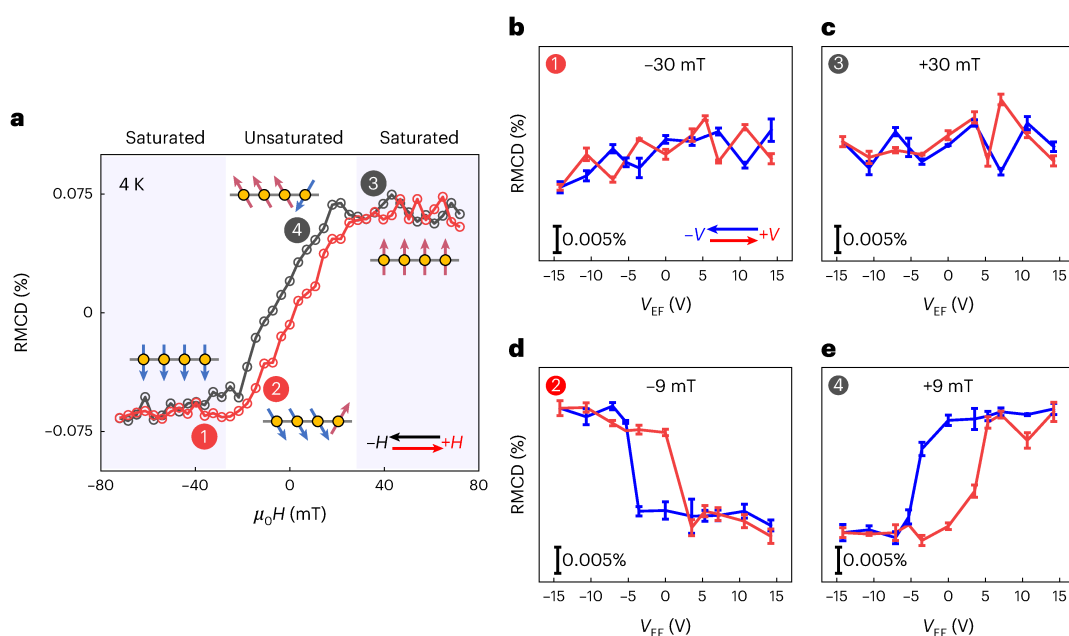 a
Saturated Unsaturated Saturated
4 K
0.075
0
−0.075
RMCD (%)
1
2
3
4
−H +H
−80 −40 0 40 80
μ0H (mT)
b
1
−30 mT
RMCD (%)
−V +V
0.005%
−15 −10 −5 0 5 10 15
VEF (V)
c
3
+30 mT
0.005%
−15 −10 −5 0 5 10 15
VEF (V)
d
2
−9 mT
RMCD (%)
0.005%
−15 −10 −5 0 5 10 15
VEF (V)
e
4
+9 mT
0.005%
−15 −10 −5 0 5 10 15
VEF (V)